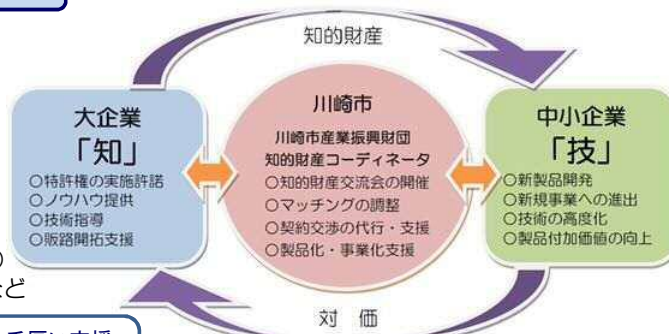 知的財産
大企業
「知」
○特許権の実施許諾
○ノウハウ提供
○技術指導
○販路開拓支援
川崎市
川崎市産業振興財団
知的財産コーディネータ
○知的財産交流会の開催
○マッチングの調整
○契約交渉の代行・支援
○製品化・事業化支援
中小企業
「技」
○新製品開発
○新規事業への進出
○技術の高度化
○製品付加価値の向上
など
対 価